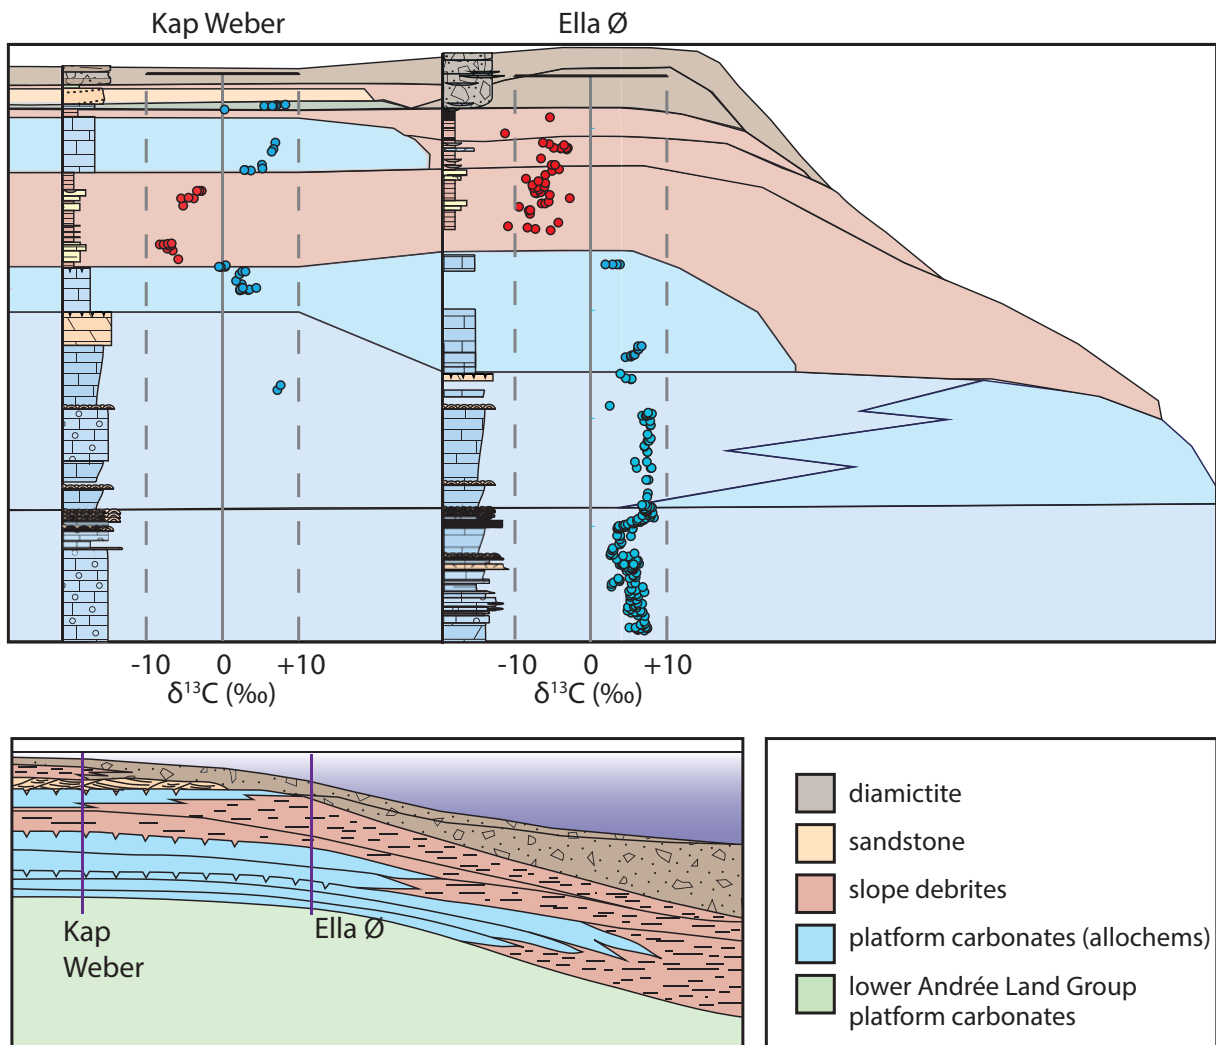 Kap Weber
Ella Ø
-10 0 +10
δ¹³C (‰)
-10 0 +10
δ¹³C (‰)
Kap
Weber
Ella Ø
diamictite
sandstone
slope debrites
platform carbonates (allochems)
lower Andrée Land Group
platform carbonates